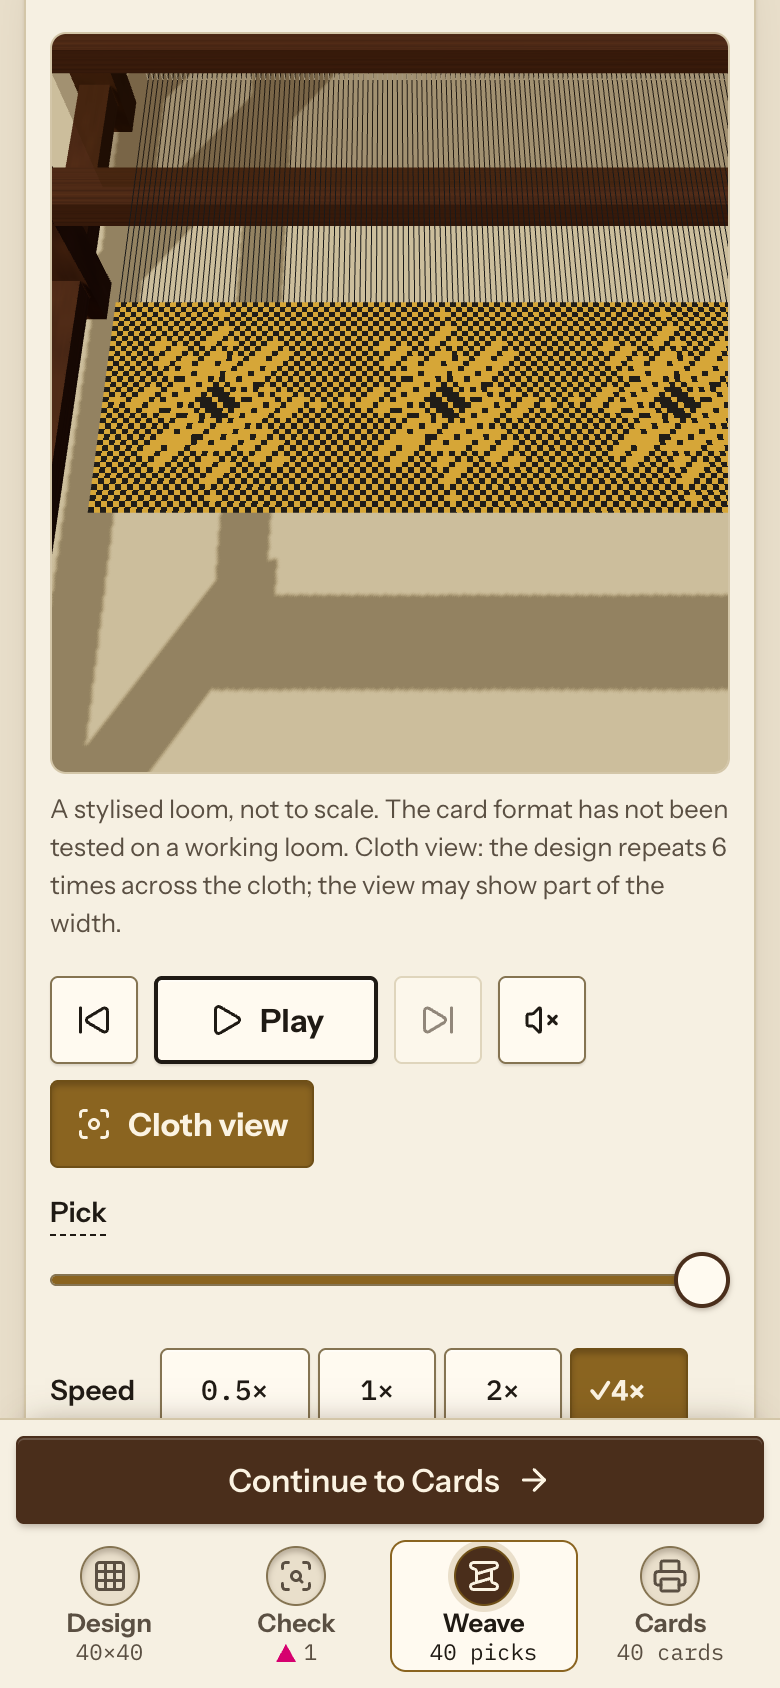 A stylised loom, not to scale. The card format has not been
tested on a working loom. Cloth view: the design repeats 6
times across the cloth; the view may show part of the
width.
Play
Cloth view
Pick
Speed 0.5× 1× 2× ✓4×
Continue to Cards →
Design Check Weave Cards
40×40 1 40 picks 40 cards